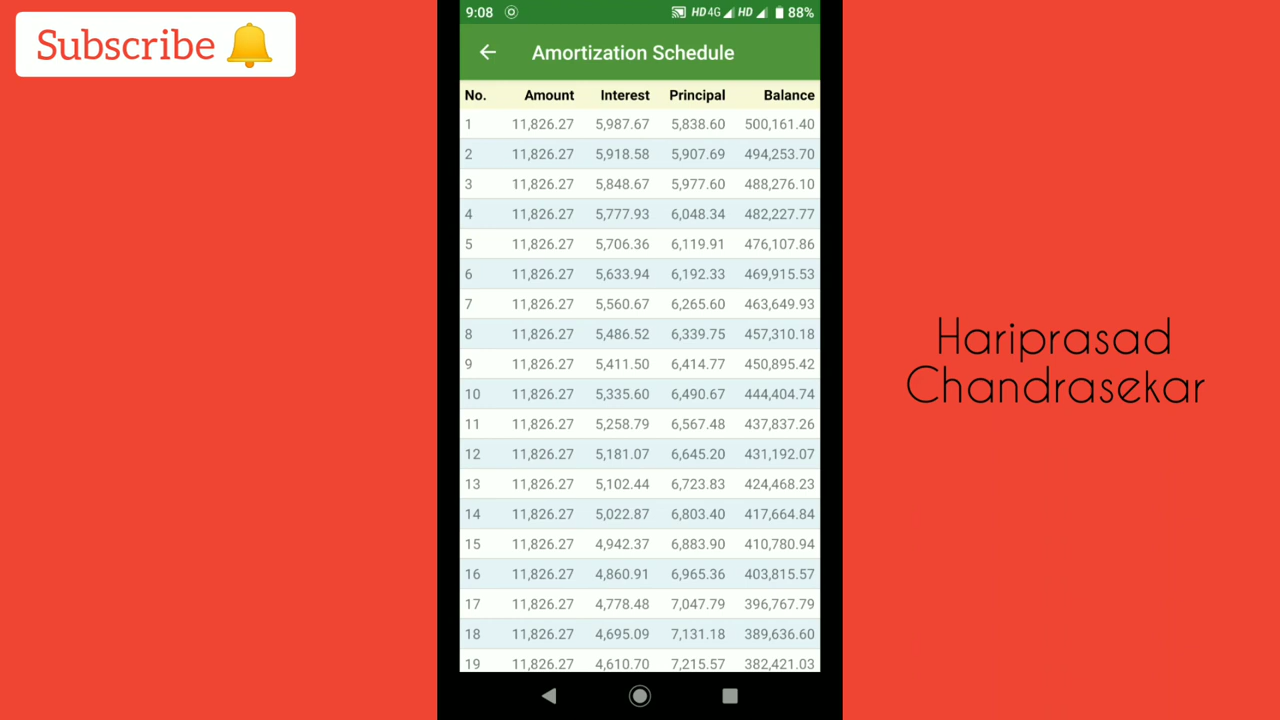 Subscribe
9:08 HD 4G HD 88%
Amortization Schedule
No. Amount Interest Principal Balance
1 11,826.27 5,987.67 5,838.60 500,161.40
2 11,826.27 5,918.58 5,907.69 494,253.70
3 11,826.27 5,848.67 5,977.60 488,276.10
4 11,826.27 5,777.93 6,048.34 482,227.77
5 11,826.27 5,706.36 6,119.91 476,107.86
6 11,826.27 5,633.94 6,192.33 469,915.53
7 11,826.27 5,560.67 6,265.60 463,649.93
8 11,826.27 5,486.52 6,339.75 457,310.18
9 11,826.27 5,411.50 6,414.77 450,895.42
10 11,826.27 5,335.60 6,490.67 444,404.74
11 11,826.27 5,258.79 6,567.48 437,837.26
12 11,826.27 5,181.07 6,645.20 431,192.07
13 11,826.27 5,102.44 6,723.83 424,468.23
14 11,826.27 5,022.87 6,803.40 417,664.84
15 11,826.27 4,942.37 6,883.90 410,780.94
16 11,826.27 4,860.91 6,965.36 403,815.57
17 11,826.27 4,778.48 7,047.79 396,767.79
18 11,826.27 4,695.09 7,131.18 389,636.60
19 11,826.27 4,610.70 7,215.57 382,421.03
Hariprasad
Chandrasekar